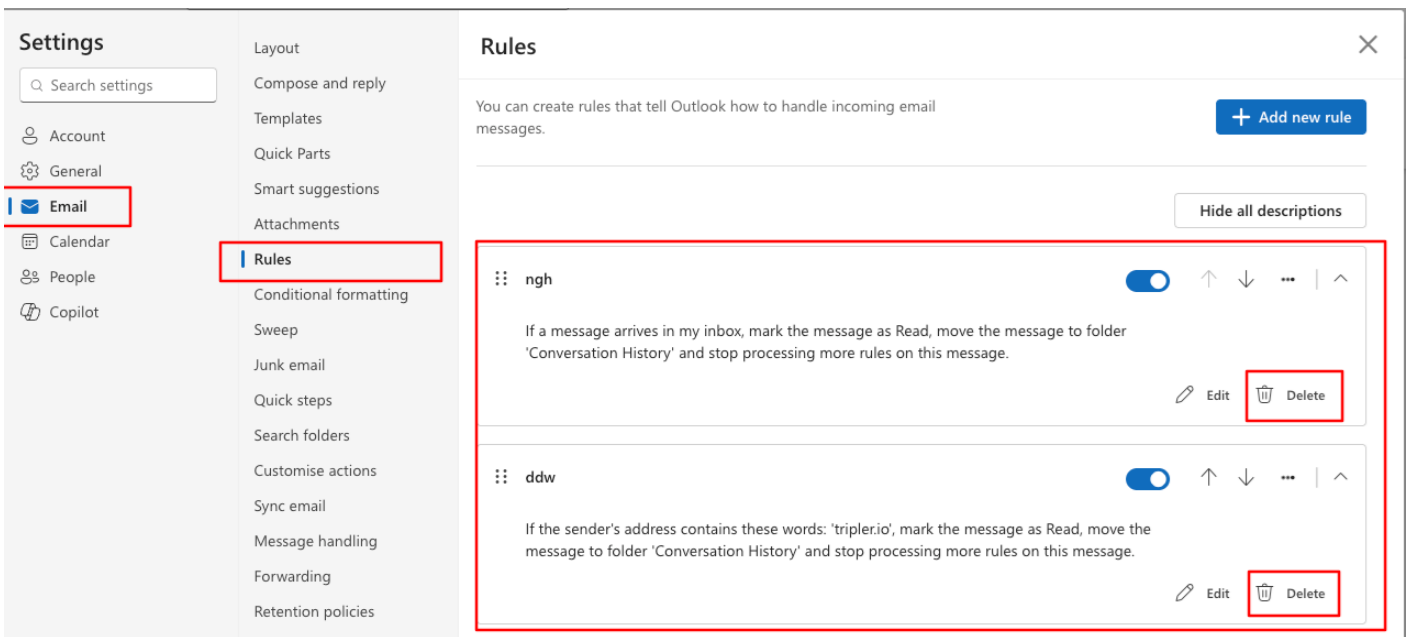 Settings
Search settings
Account
General
Email
Calendar
People
Copilot
Layout
Compose and reply
Templates
Quick Parts
Smart suggestions
Attachments
Rules
Conditional formatting
Sweep
Junk email
Quick steps
Search folders
Customise actions
Sync email
Message handling
Forwarding
Retention policies
Rules
You can create rules that tell Outlook how to handle incoming email
messages.
Add new rule
Hide all descriptions
ngh
If a message arrives in my inbox, mark the message as Read, move the message to folder
'Conversation History' and stop processing more rules on this message.
Edit Delete
ddw
If the sender's address contains these words: 'tripler.io', mark the message as Read, move the
message to folder 'Conversation History' and stop processing more rules on this message.
Edit Delete